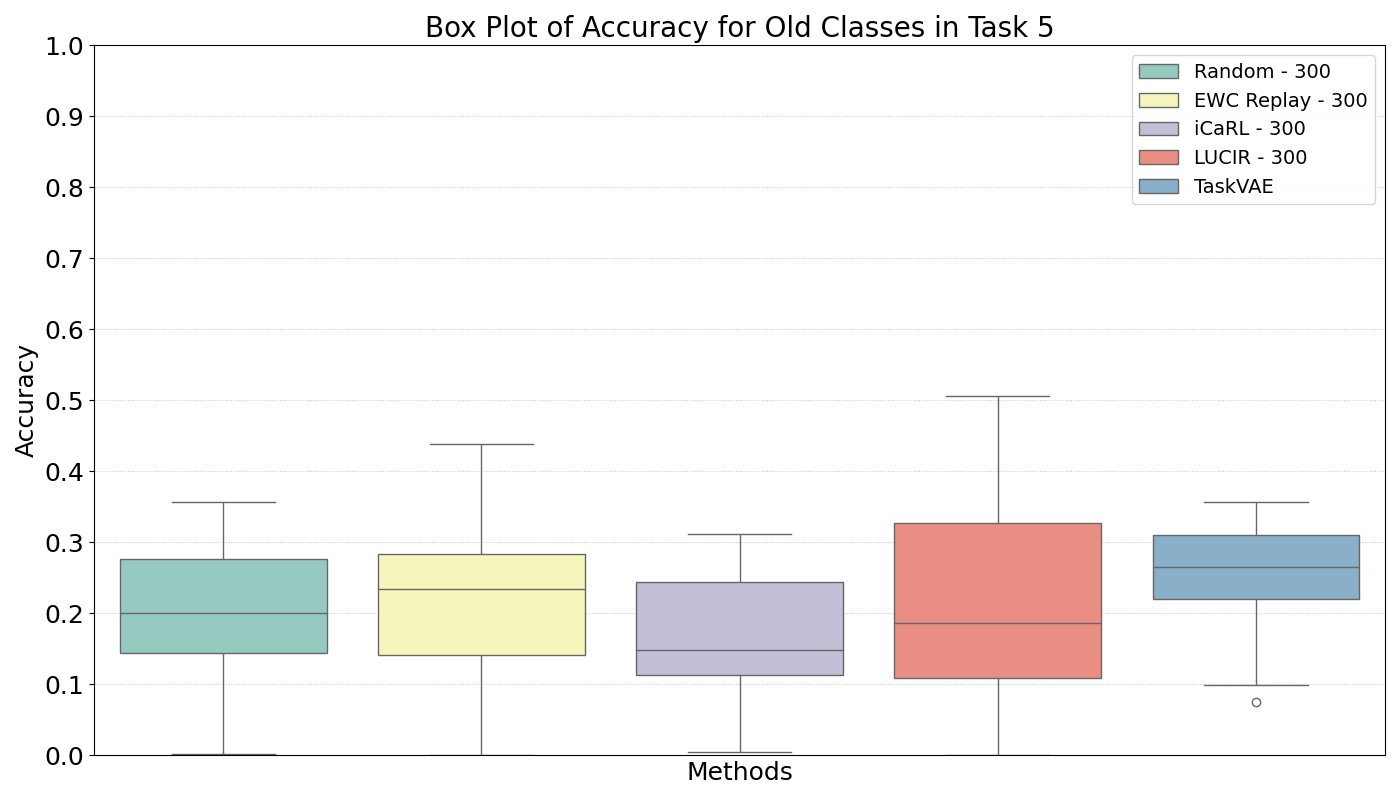 Box Plot of Accuracy for Old Classes in Task 5
1.0
0.9
0.8
0.7
0.6
0.5
0.4
0.3
0.2
0.1
0.0
Accuracy
Methods
Random - 300
EWC Replay - 300
iCaRL - 300
LUCIR - 300
TaskVAE